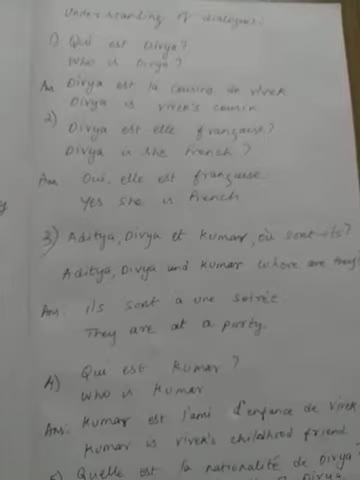 Understanding of dialogues.
1) Qui est Divya?
Who is Divya?
Ans Divya est la cousine de vivek
Divya is vivek's cousin
2) Divya est elle française?
Divya is she French?
Ans Oui, elle est française
Yes she is French
3) Aditya, Divya et Kumar, où sont-ils?
Aditya, Divya und Kumar where are they?
Ans: ils sont a une soirée.
They are at a party.
4) Qui est Kumar?
Who is Kumar
Ans: Kumar est l'ami d'enfance de vivek
Kumar is vivek's childhood friend
5) Quelle est la nationalité de Divya?
Divya